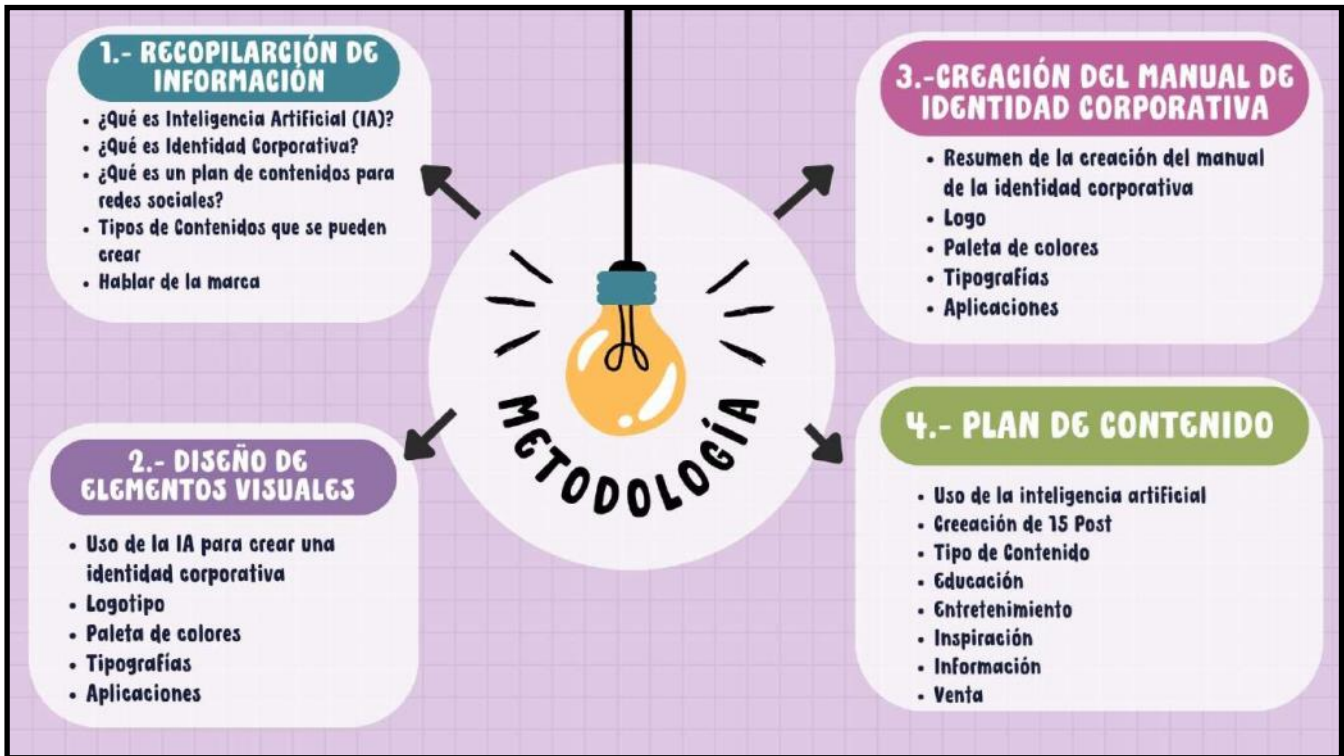 1.- RECOPILARCIÓN DE
INFORMACIÓN
• ¿Qué es Inteligencia Artificial (IA)?
• ¿Qué es Identidad Corporativa?
• ¿Qué es un plan de contenidos para
redes sociales?
• Tipos de Contenidos que se pueden
crear
• Hablar de la marca
2.- DISEÑO DE
ELEMENTOS VISUALES
• Uso de la IA para crear una
identidad corporativa
• Logotipo
• Paleta de colores
• Tipografías
• Aplicaciones
METODOLOGÍA
3.-CREACIÓN DEL MANUAL DE
IDENTIDAD CORPORATIVA
• Resumen de la creación del manual
de la identidad corporativa
• Logo
• Paleta de colores
• Tipografías
• Aplicaciones
4.- PLAN DE CONTENIDO
• Uso de la inteligencia artificial
• Creeación de 15 Post
• Tipo de Contenido
• Educación
• Entretenimiento
• Inspiración
• Información
• Venta